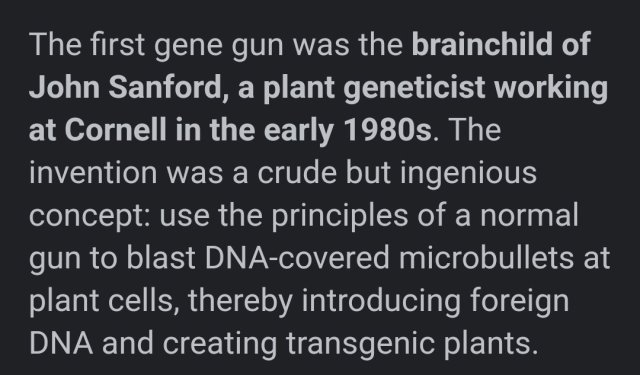 The first gene gun was the brainchild of
John Sanford, a plant geneticist working
at Cornell in the early 1980s. The
invention was a crude but ingenious
concept: use the principles of a normal
gun to blast DNA-covered microbullets at
plant cells, thereby introducing foreign
DNA and creating transgenic plants.